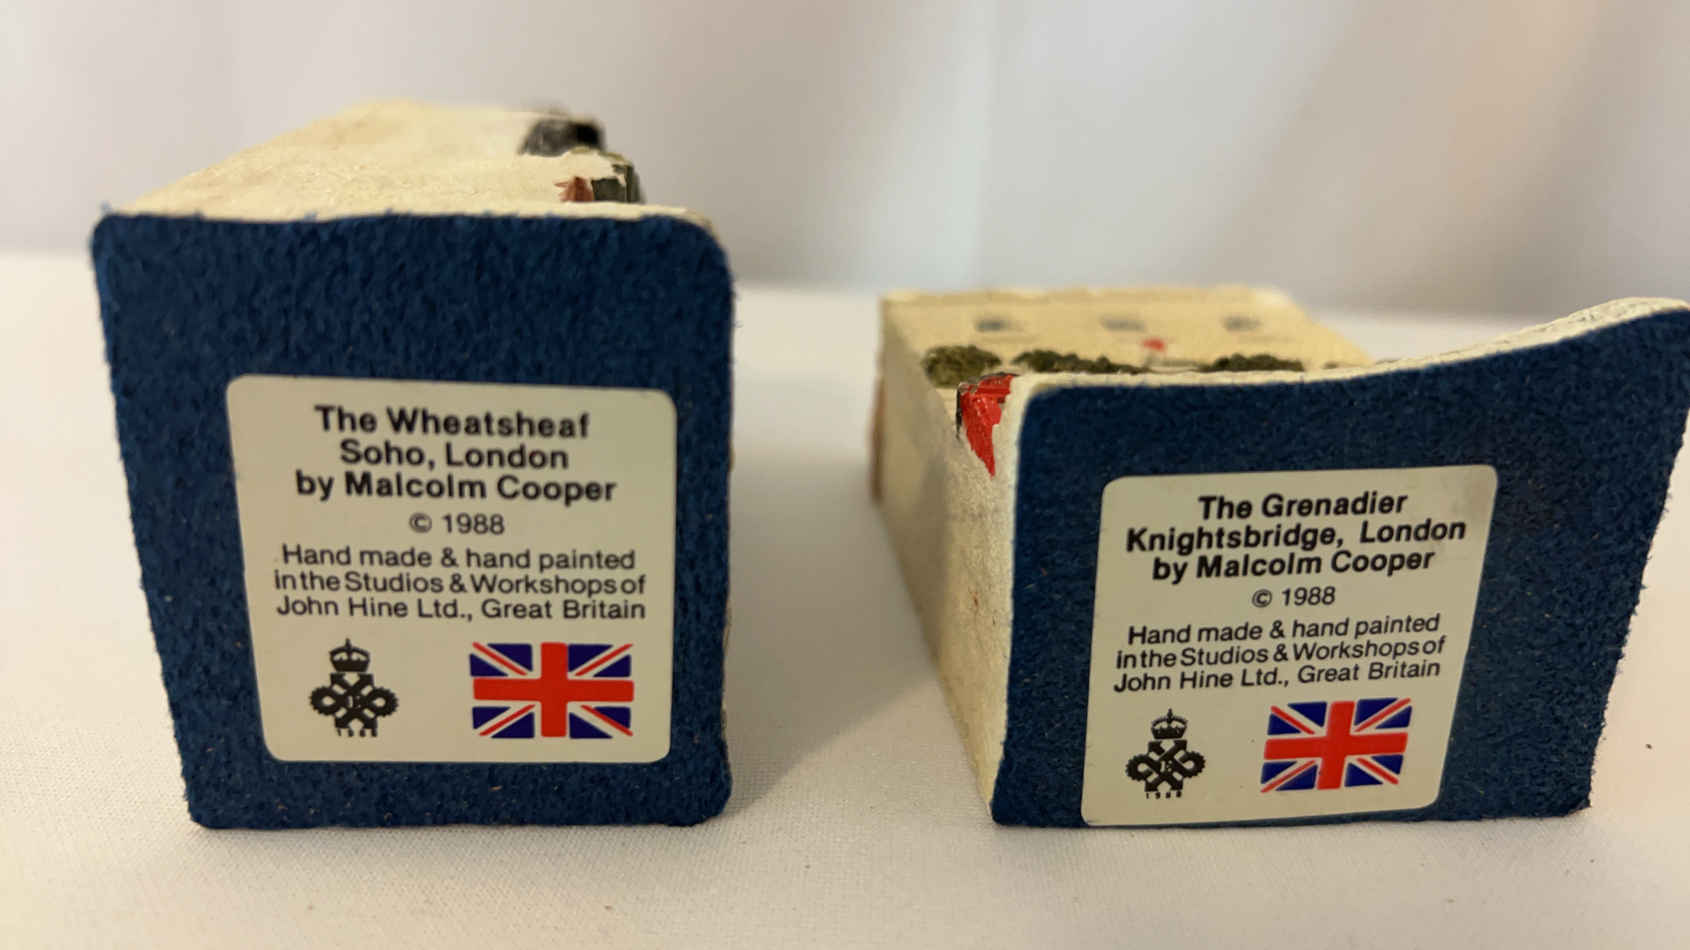 The Wheatsheaf
Soho, London
by Malcolm Cooper
© 1988
Hand made & hand painted
in the Studios & Workshops of
John Hine Ltd., Great Britain
The Grenadier
Knightsbridge, London
by Malcolm Cooper
© 1988
Hand made & hand painted
in the Studios & Workshops of
John Hine Ltd., Great Britain